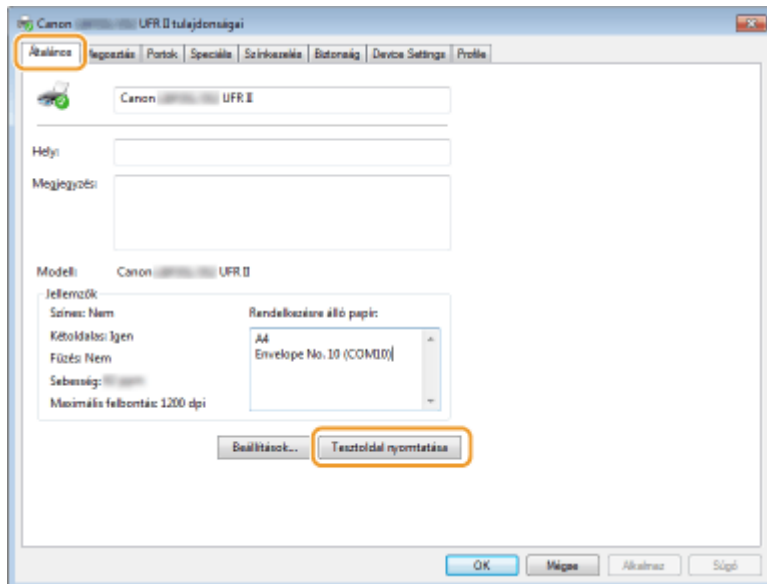 Canon UFR II tulajdonságai
Általános Megosztás Portok Speciális Színkezelés Biztonság Device Settings Profile
Canon UFR II
Hely:
Megjegyzés:
Modell: Canon UFR II
Jellemzők
Színes: Nem
Rendelkezésre álló papír:
Kétoldalas: Igen
A4
Envelope No. 10 (COM10)
Fűzés: Nem
Sebesség:
Maximális felbontás: 1200 dpi
Beállítások... Tesztoldal nyomtatása
OK Mégse Alkalmaz Súgó